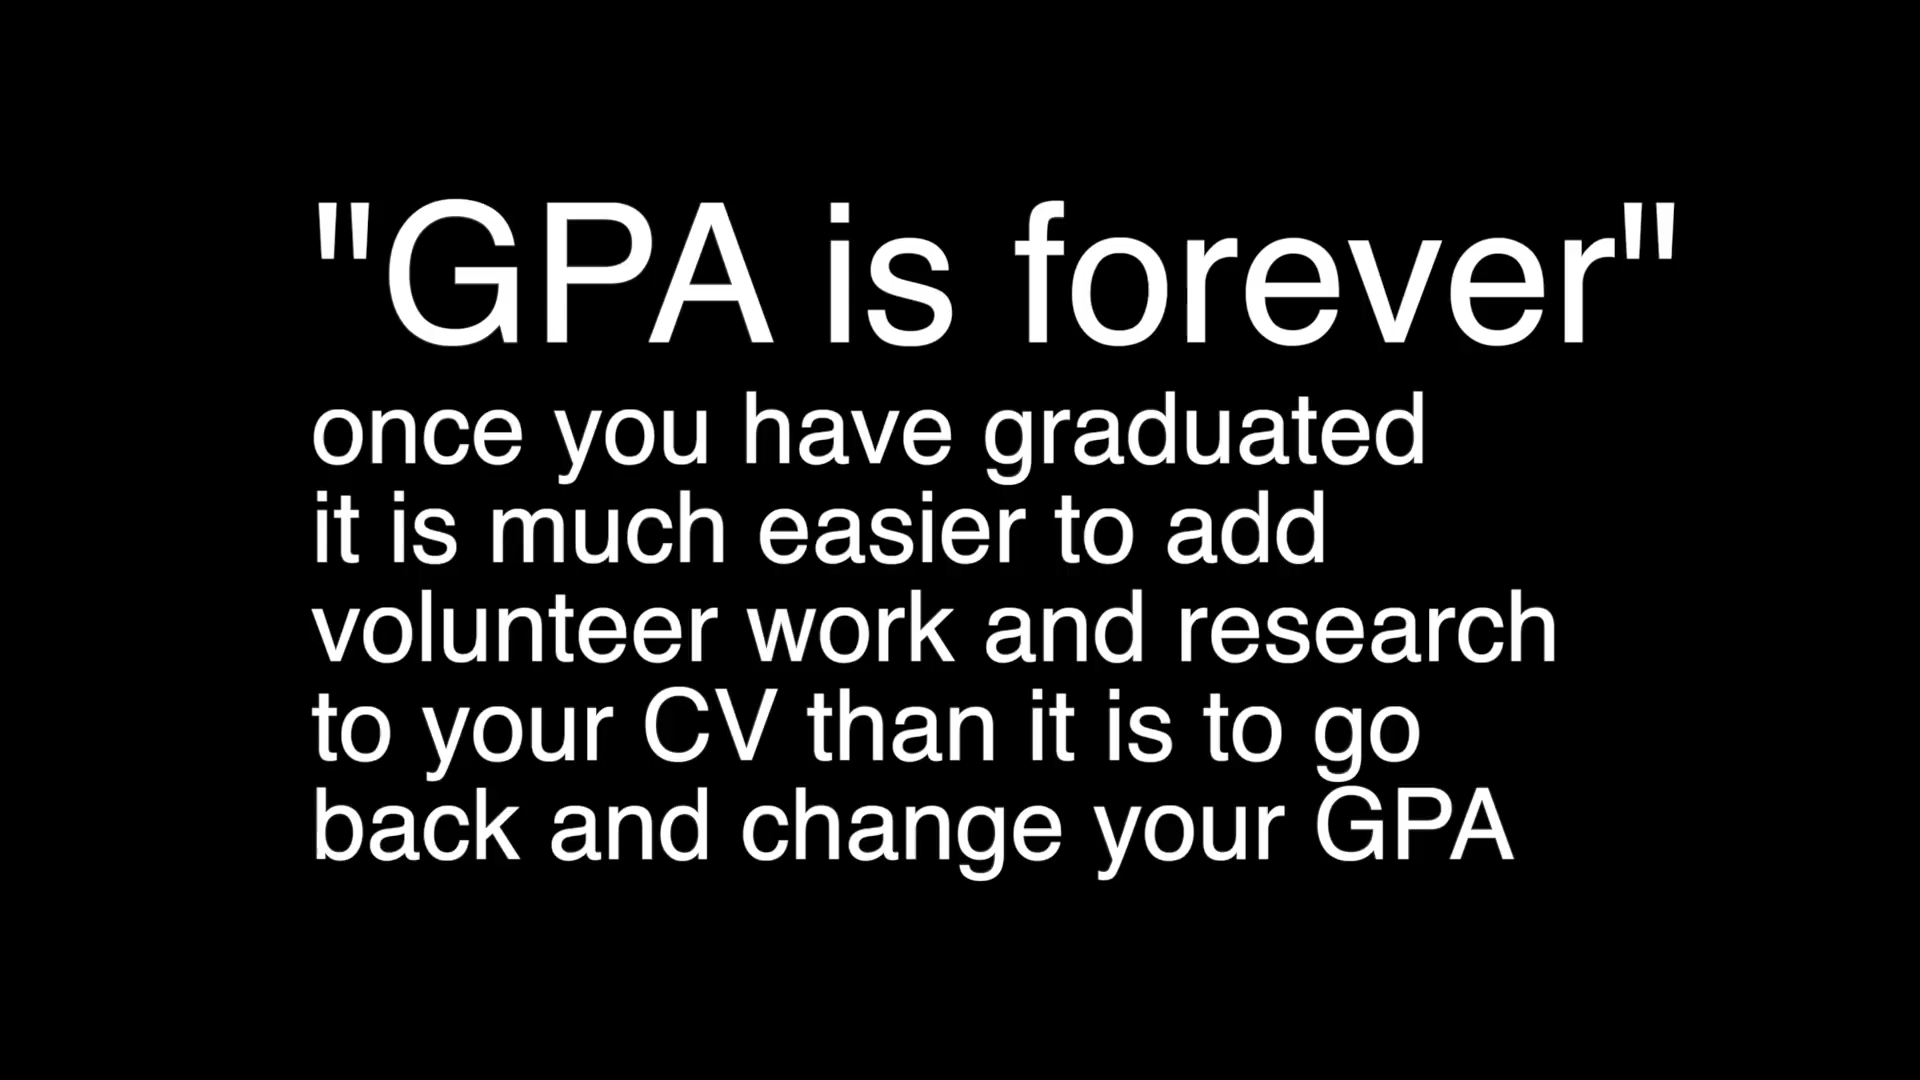 "GPA is forever"
once you have graduated
it is much easier to add
volunteer work and research
to your CV than it is to go
back and change your GPA